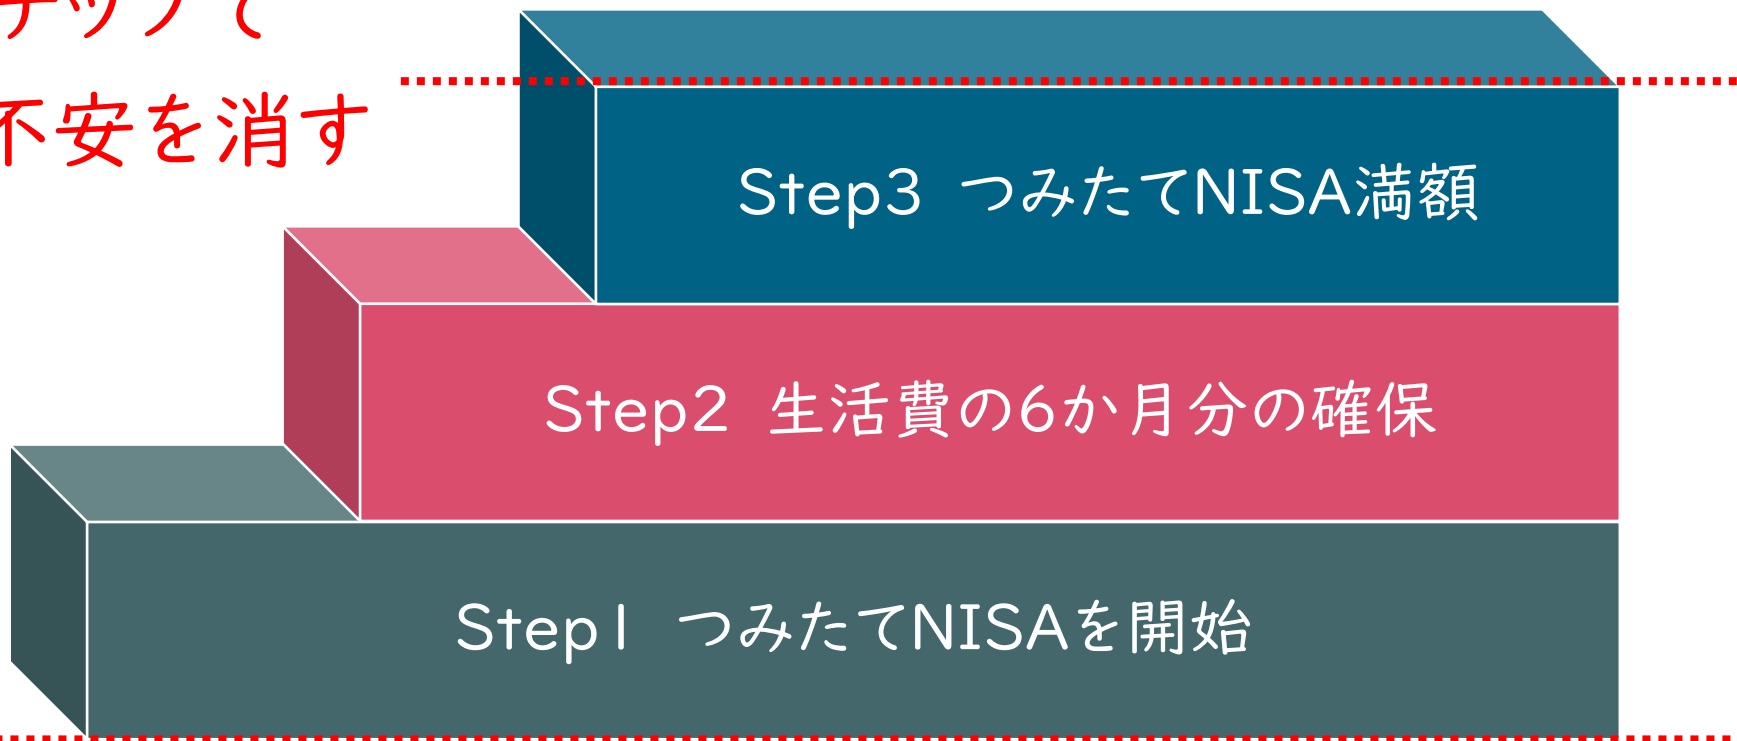 不安を消す
Step3 つみたてNISA満額
Step2 生活費の6か月分の確保
Step1 つみたてNISAを開始